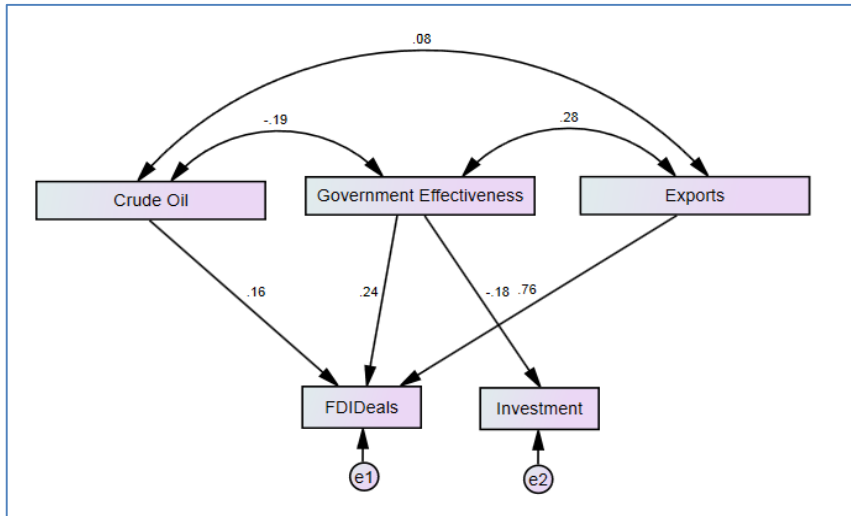 .08
-.19
.28
Crude Oil
Government Effectiveness
Exports
.16
.24
-.18
.76
FDIDeals
Investment
e1
e2